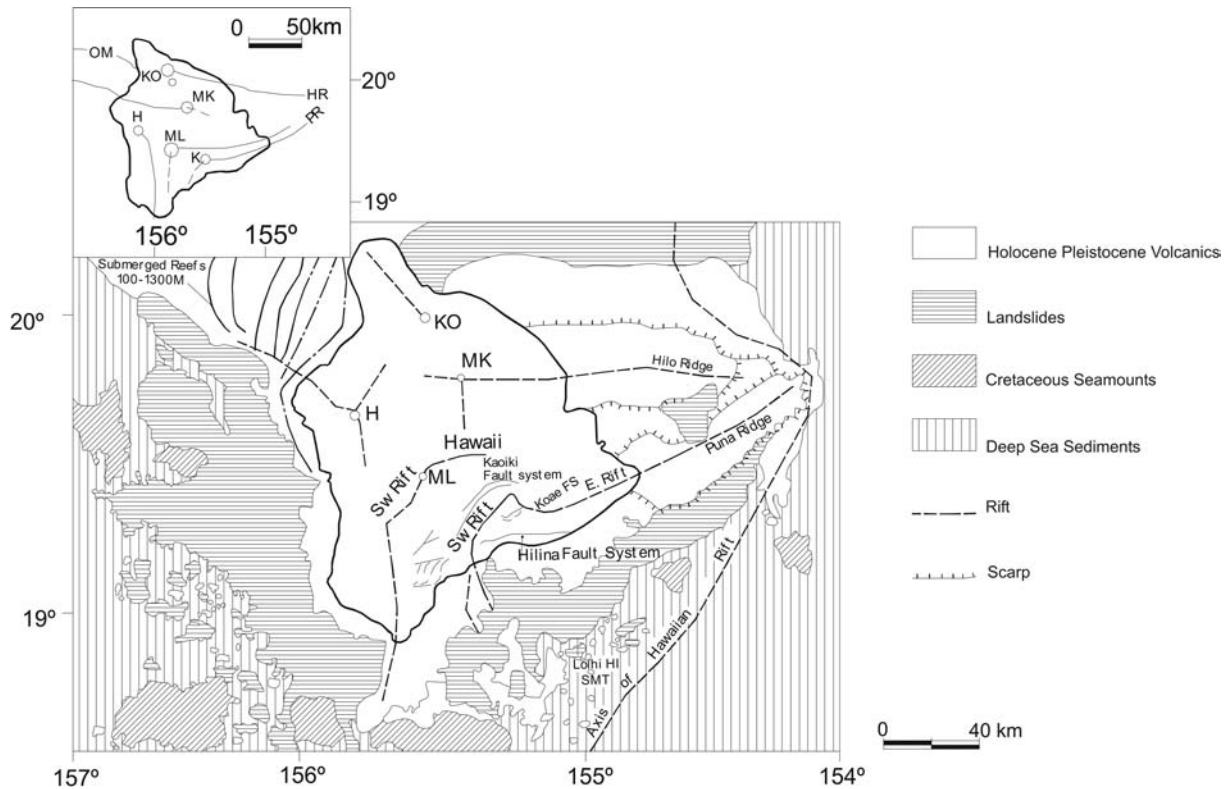 0 50km
OM
KO
MK
H
HR
PR
ML
K
20º
19º
156º 155º
Submerged Reefs
100-1300M
20º
19º
KO
MK
Hilo Ridge
H
Hawaii
Kaoiki
Fault system
ML
Sw Rift
Sw Rift
Koae FS
E. Rift
Puna Ridge
Hilina Fault System
Loihi HI
SMT
Axis of Hawaiian Rift
157º 156º 155º 154º
Holocene Pleistocene Volcanics
Landslides
Cretaceous Seamounts
Deep Sea Sediments
Rift
Scarp
0 40 km